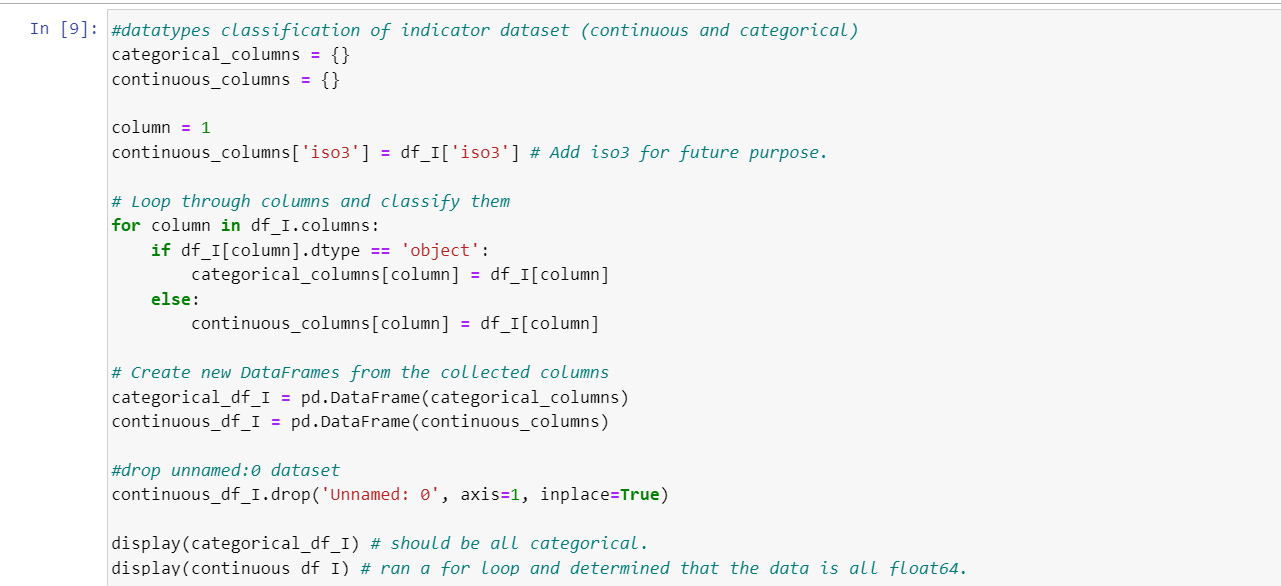 In [9]: #datatypes classification of indicator dataset (continuous and categorical)
categorical_columns = {}
continuous_columns = {}

column = 1
continuous_columns['iso3'] = df_I['iso3'] # Add iso3 for future purpose.

# Loop through columns and classify them
for column in df_I.columns:
    if df_I[column].dtype == 'object':
        categorical_columns[column] = df_I[column]
    else:
        continuous_columns[column] = df_I[column]

# Create new DataFrames from the collected columns
categorical_df_I = pd.DataFrame(categorical_columns)
continuous_df_I = pd.DataFrame(continuous_columns)

#drop unnamed:0 dataset
continuous_df_I.drop('Unnamed: 0', axis=1, inplace=True)

display(categorical_df_I) # should be all categorical.
display(continuous_df_I) # ran a for loop and determined that the data is all float64.